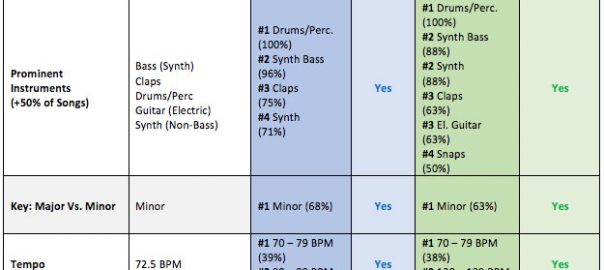 Prominent
Instruments
(+50% of Songs)
Bass (Synth)
Claps
Drums/Perc
Guitar (Electric)
Synth (Non-Bass)
#1 Drums/Perc.
(100%)
#2 Synth Bass
(96%)
#3 Claps
(75%)
#4 Synth
(71%)
Yes
#1 Drums/Perc.
(100%)
#2 Synth Bass
(88%)
#2 Synth
(88%)
#3 Claps
(63%)
#3 El. Guitar
(63%)
#4 Snaps
(50%)
Yes
Key: Major Vs. Minor
Minor
#1 Minor (68%)
Yes
#1 Minor (63%)
Yes
Tempo
72.5 BPM
#1 70 – 79 BPM
(39%)
Yes
#1 70 – 79 BPM
(38%)
Yes